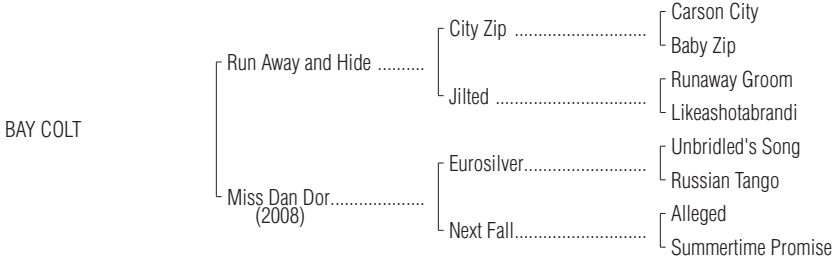 Carson City
City Zip ............................
Baby Zip
Run Away and Hide ..........
Runaway Groom
Jilted ................................
Likeashotabrandi
BAY COLT
Unbridled's Song
Eurosilver..........................
Russian Tango
Miss Dan Dor....................
(2008)
Alleged
Next Fall............................
Summertime Promise